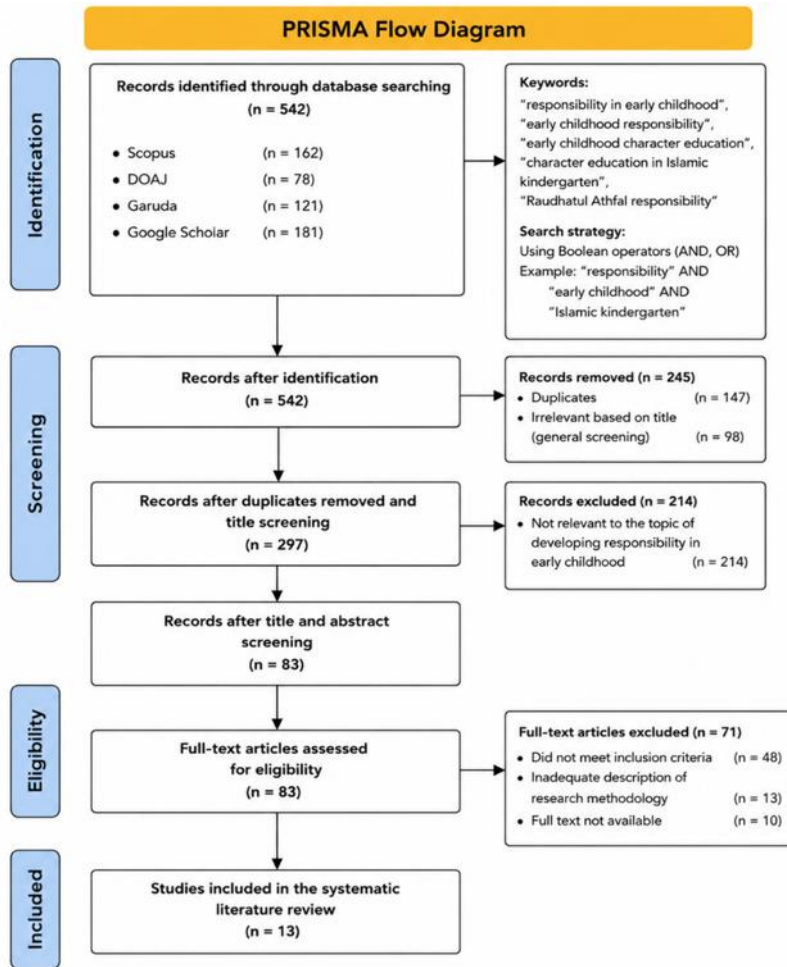 PRISMA Flow Diagram
Identification
Records identified through database searching
(n = 542)
• Scopus (n = 162)
• DOAJ (n = 78)
• Garuda (n = 121)
• Google Scholar (n = 181)
Keywords:
"responsibility in early childhood",
"early childhood responsibility",
"early childhood character education",
"character education in Islamic
kindergarten",
"Raudhatul Athfal responsibility"
Search strategy:
Using Boolean operators (AND, OR)
Example: "responsibility" AND
"early childhood" AND
"Islamic kindergarten"
Screening
Records after identification
(n = 542)
Records removed (n = 245)
• Duplicates (n = 147)
• Irrelevant based on title
(general screening) (n = 98)
Records after duplicates removed and
title screening
(n = 297)
Records excluded (n = 214)
• Not relevant to the topic of
developing responsibility in
early childhood (n = 214)
Records after title and abstract
screening
(n = 83)
Eligibility
Full-text articles assessed
for eligibility
(n = 83)
Full-text articles excluded (n = 71)
• Did not meet inclusion criteria (n = 48)
• Inadequate description of
research methodology (n = 13)
• Full text not available (n = 10)
Included
Studies included in the systematic
literature review
(n = 13)